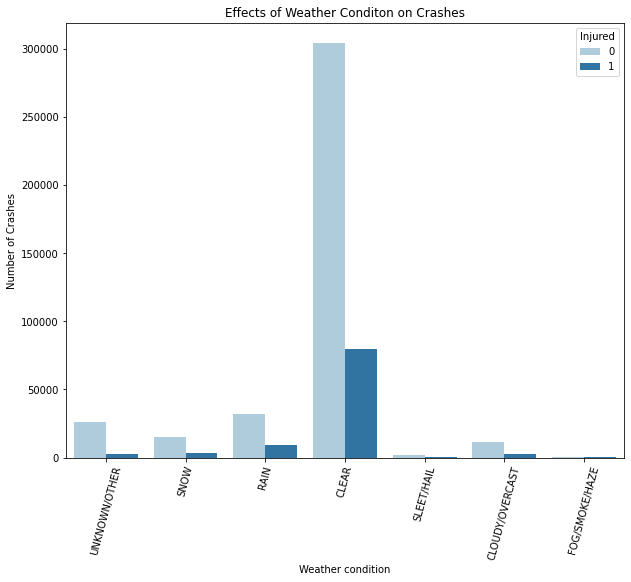 Effects of Weather Conditon on Crashes
Injured
0
1
Number of Crashes
300000
250000
200000
150000
100000
50000
0
UNKNOWN/OTHER
SNOW
RAIN
CLEAR
SLEET/HAIL
CLOUDY/OVERCAST
FOG/SMOKE/HAZE
Weather condition